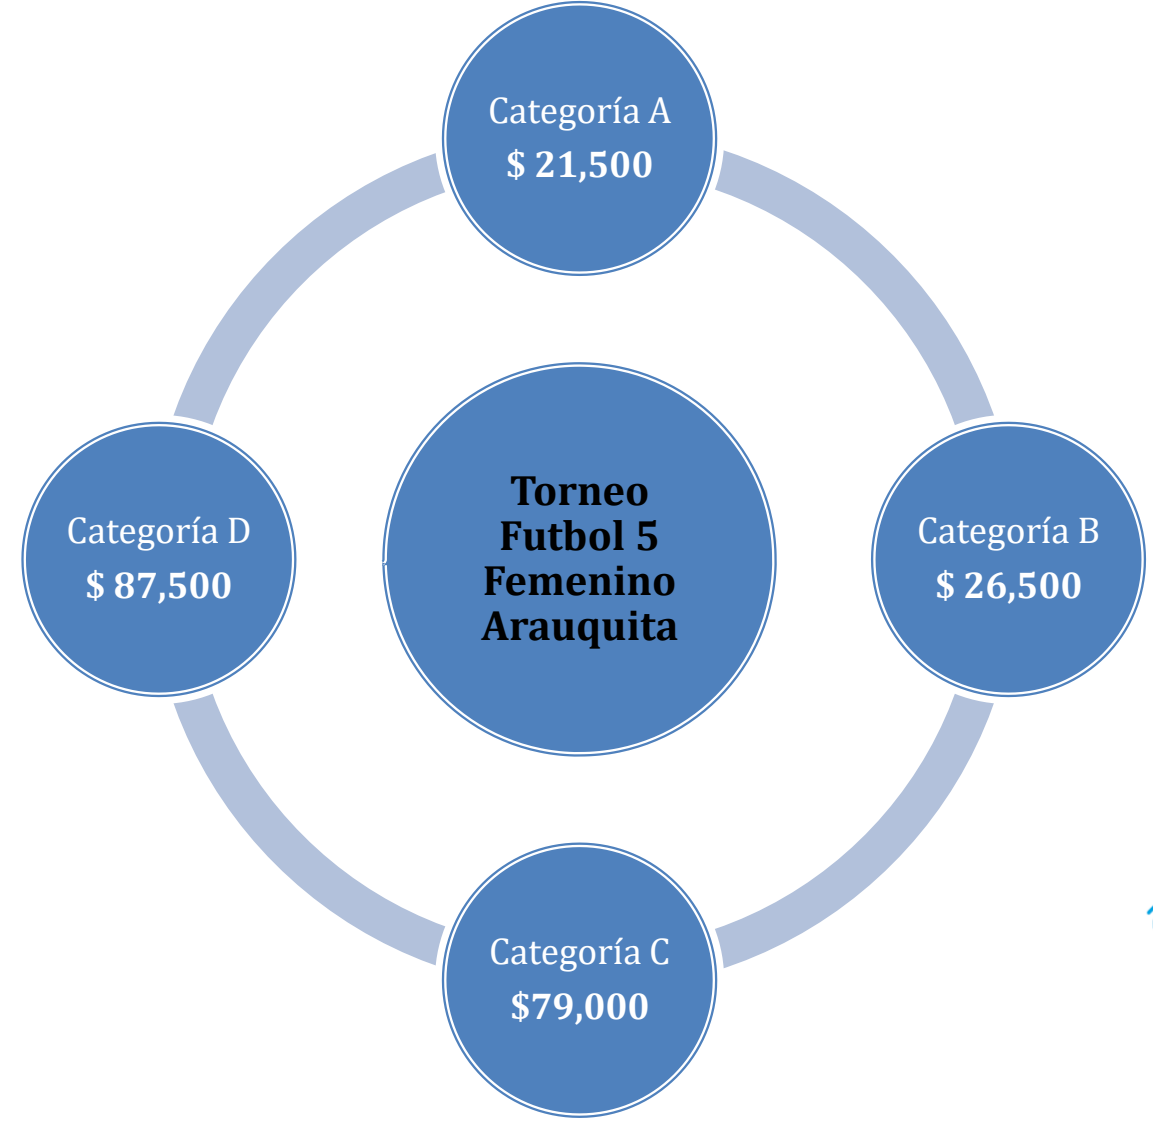 Categoría A
$ 21,500
Categoría D
$ 87,500
Torneo
Futbol 5
Femenino
Arauquita
Categoría B
$ 26,500
Categoría C
$79,000